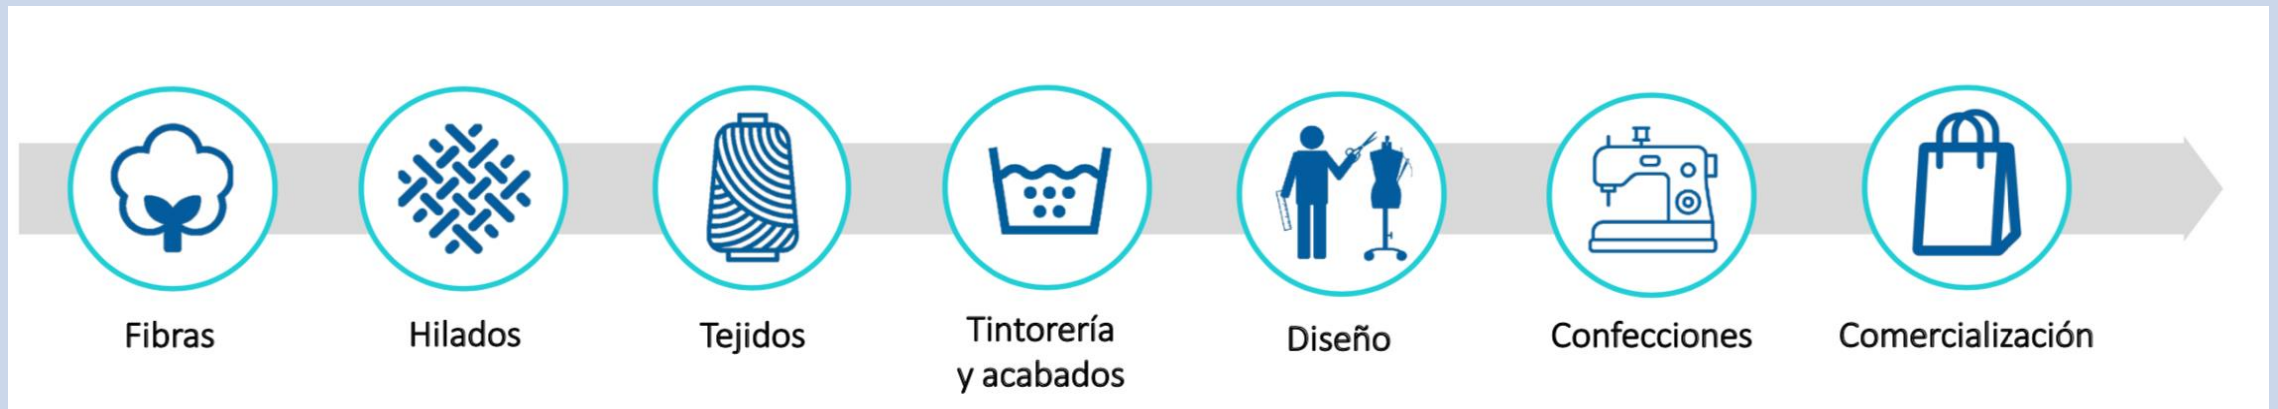 Fibras
Hilados
Tejidos
Tintorería
y acabados
Diseño
Confecciones
Comercialización